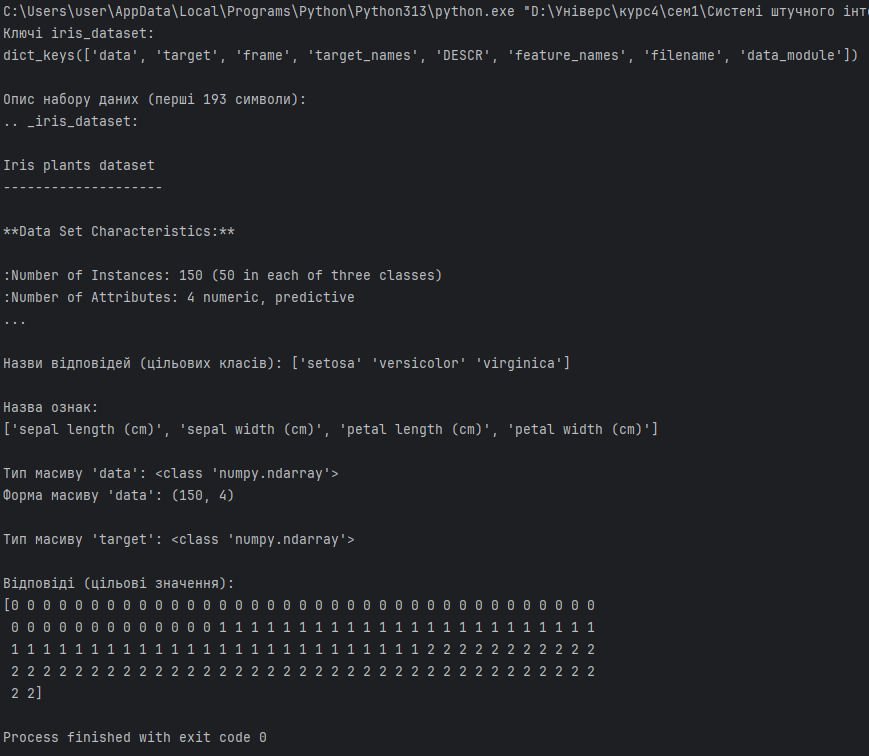 C:\Users\user\AppData\Local\Programs\Python\Python313\python.exe "D:\Універс\курс4\сем1\Системі штучного інте
Ключі iris_dataset:
dict_keys(['data', 'target', 'frame', 'target_names', 'DESCR', 'feature_names', 'filename', 'data_module'])
Опис набору даних (перші 193 символи):
.. _iris_dataset:
Iris plants dataset
--------------------
**Data Set Characteristics:**
:Number of Instances: 150 (50 in each of three classes)
:Number of Attributes: 4 numeric, predictive
...
Назви відповідей (цільових класів): ['setosa' 'versicolor' 'virginica']
Назва ознак:
['sepal length (cm)', 'sepal width (cm)', 'petal length (cm)', 'petal width (cm)']
Тип масиву 'data': <class 'numpy.ndarray'>
Форма масиву 'data': (150, 4)
Тип масиву 'target': <class 'numpy.ndarray'>
Відповіді (цільові значення):
[0 0 0 0 0 0 0 0 0 0 0 0 0 0 0 0 0 0 0 0 0 0 0 0 0 0 0 0 0 0 0 0 0 0 0 0 0
 0 0 0 0 0 0 0 0 0 0 0 0 0 1 1 1 1 1 1 1 1 1 1 1 1 1 1 1 1 1 1 1 1 1 1 1 1
 1 1 1 1 1 1 1 1 1 1 1 1 1 1 1 1 1 1 1 1 1 1 1 1 1 1 2 2 2 2 2 2 2 2 2 2 2
 2 2 2 2 2 2 2 2 2 2 2 2 2 2 2 2 2 2 2 2 2 2 2 2 2 2 2 2 2 2 2 2 2 2 2 2 2
 2 2]
Process finished with exit code 0